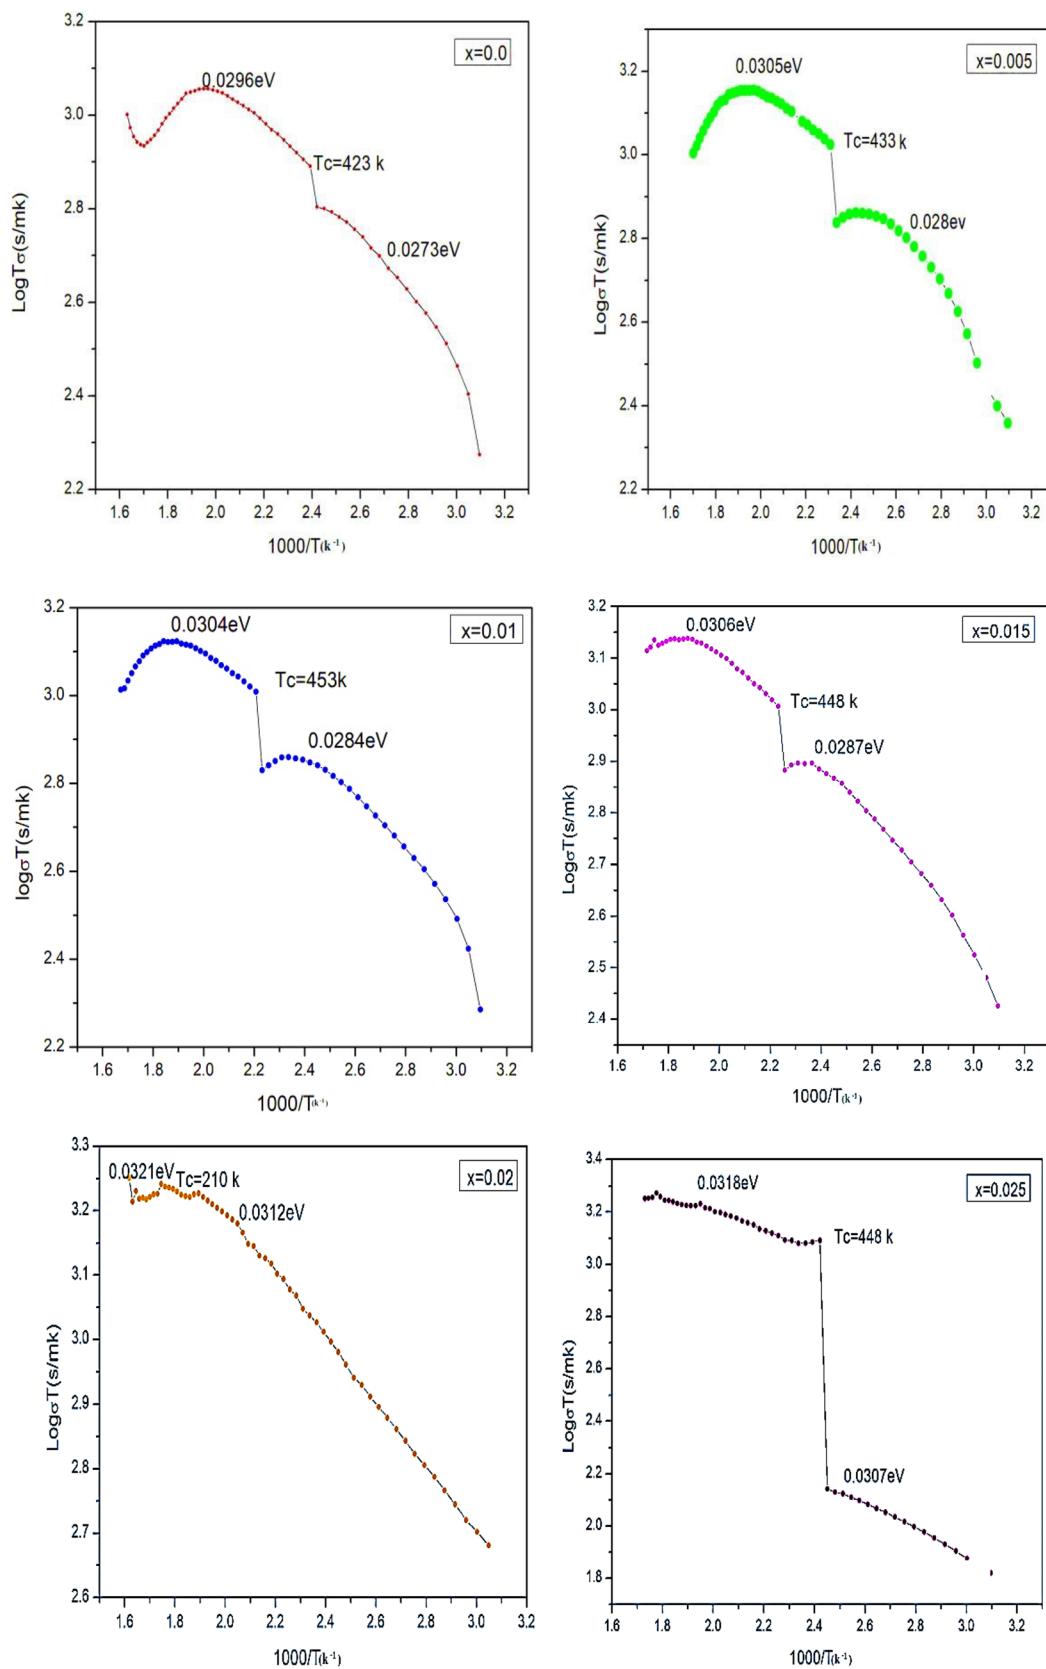 3.2
3.0
2.8
2.6
2.4
2.2
LogTσ(s/mk)
x=0.0
0.0296eV
Tc=423 k
0.0273eV
1.6 1.8 2.0 2.2 2.4 2.6 2.8 3.0 3.2
1000/T(k⁻¹)
3.2
3.0
2.8
2.6
2.4
2.2
LogσT(s/mk)
x=0.005
0.0305eV
Tc=433 k
0.028ev
1.6 1.8 2.0 2.2 2.4 2.6 2.8 3.0 3.2
1000/T(k⁻¹)
3.2
3.0
2.8
2.6
2.4
2.2
logσT(s/mk)
x=0.01
0.0304eV
Tc=453k
0.0284eV
1.6 1.8 2.0 2.2 2.4 2.6 2.8 3.0 3.2
1000/T(k⁻¹)
3.2
3.1
3.0
2.9
2.8
2.7
2.6
2.5
2.4
LogσT(s/mk)
x=0.015
0.0306eV
Tc=448 k
0.0287eV
1.6 1.8 2.0 2.2 2.4 2.6 2.8 3.0 3.2
1000/T(k⁻¹)
3.3
3.2
3.1
3.0
2.9
2.8
2.7
2.6
LogσT(s/mk)
x=0.02
0.0321eV
Tc=210 k
0.0312eV
1.6 1.8 2.0 2.2 2.4 2.6 2.8 3.0 3.2
1000/T(k⁻¹)
3.4
3.2
3.0
2.8
2.6
2.4
2.2
2.0
1.8
LogσT(s/mk)
x=0.025
0.0318eV
Tc=448 k
0.0307eV
1.6 1.8 2.0 2.2 2.4 2.6 2.8 3.0 3.2
1000/T(k⁻¹)